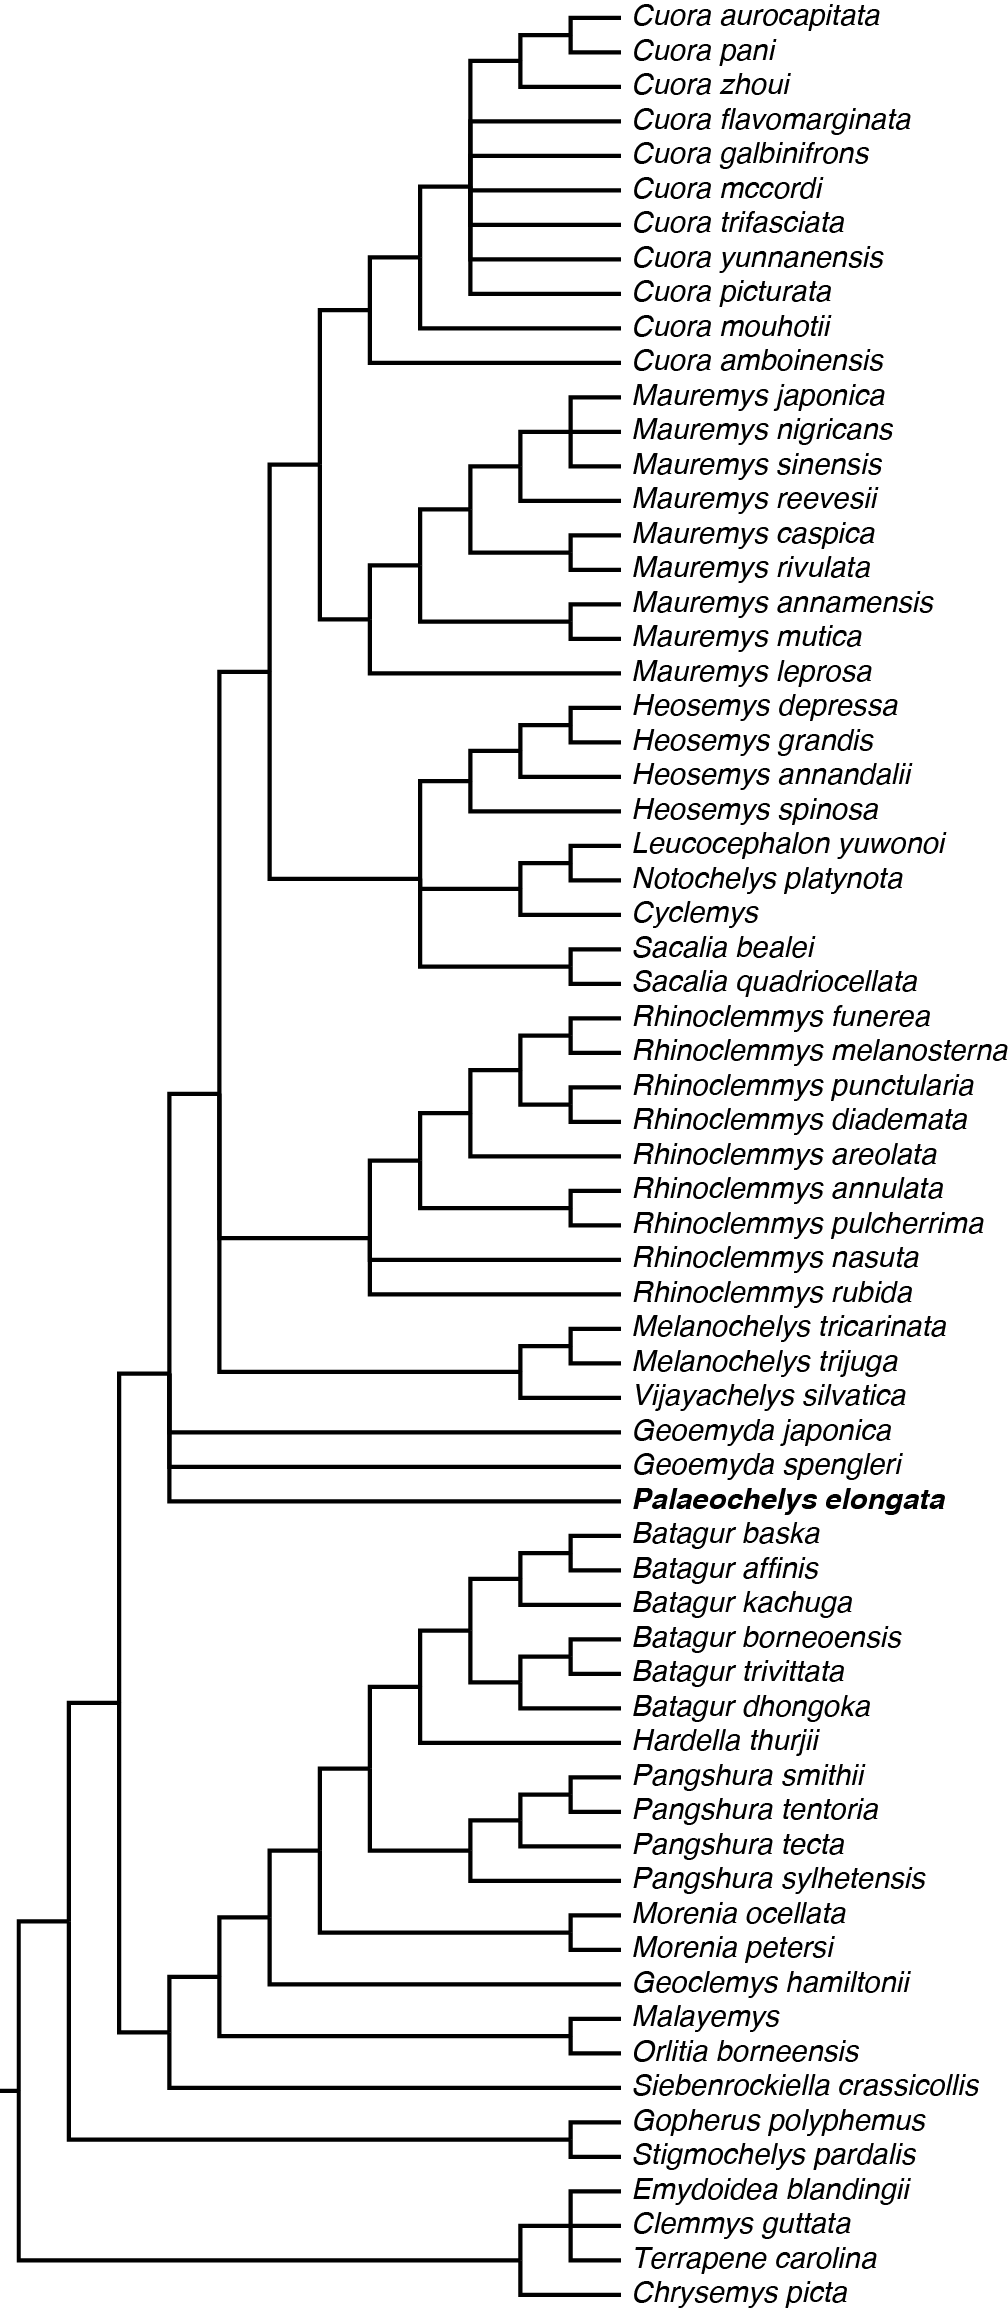 Cuora aurocapitata
Cuora pani
Cuora zhoui
Cuora flavomarginata
Cuora galbinifrons
Cuora mccordi
Cuora trifasciata
Cuora yunnanensis
Cuora picturata
Cuora mouhotii
Cuora amboinensis
Mauremys japonica
Mauremys nigricans
Mauremys sinensis
Mauremys reevesii
Mauremys caspica
Mauremys rivulata
Mauremys annamensis
Mauremys mutica
Mauremys leprosa
Heosemys depressa
Heosemys grandis
Heosemys annandalii
Heosemys spinosa
Leucocephalon yuwonoi
Notochelys platynota
Cyclemys
Sacalia bealei
Sacalia quadriocellata
Rhinoclemmys funerea
Rhinoclemmys melanosterna
Rhinoclemmys punctularia
Rhinoclemmys diademata
Rhinoclemmys areolata
Rhinoclemmys annulata
Rhinoclemmys pulcherrima
Rhinoclemmys nasuta
Rhinoclemmys rubida
Melanochelys tricarinata
Melanochelys trijuga
Vijayachelys silvatica
Geoemyda japonica
Geoemyda spengleri
Palaeochelys elongata
Batagur baska
Batagur affinis
Batagur kachuga
Batagur borneoensis
Batagur trivittata
Batagur dhongoka
Hardella thurjii
Pangshura smithii
Pangshura tentoria
Pangshura tecta
Pangshura sylhetensis
Morenia ocellata
Morenia petersi
Geoclemys hamiltonii
Malayemys
Orlitia borneensis
Siebenrockiella crassicollis
Gopherus polyphemus
Stigmochelys pardalis
Emydoidea blandingii
Clemmys guttata
Terrapene carolina
Chrysemys picta